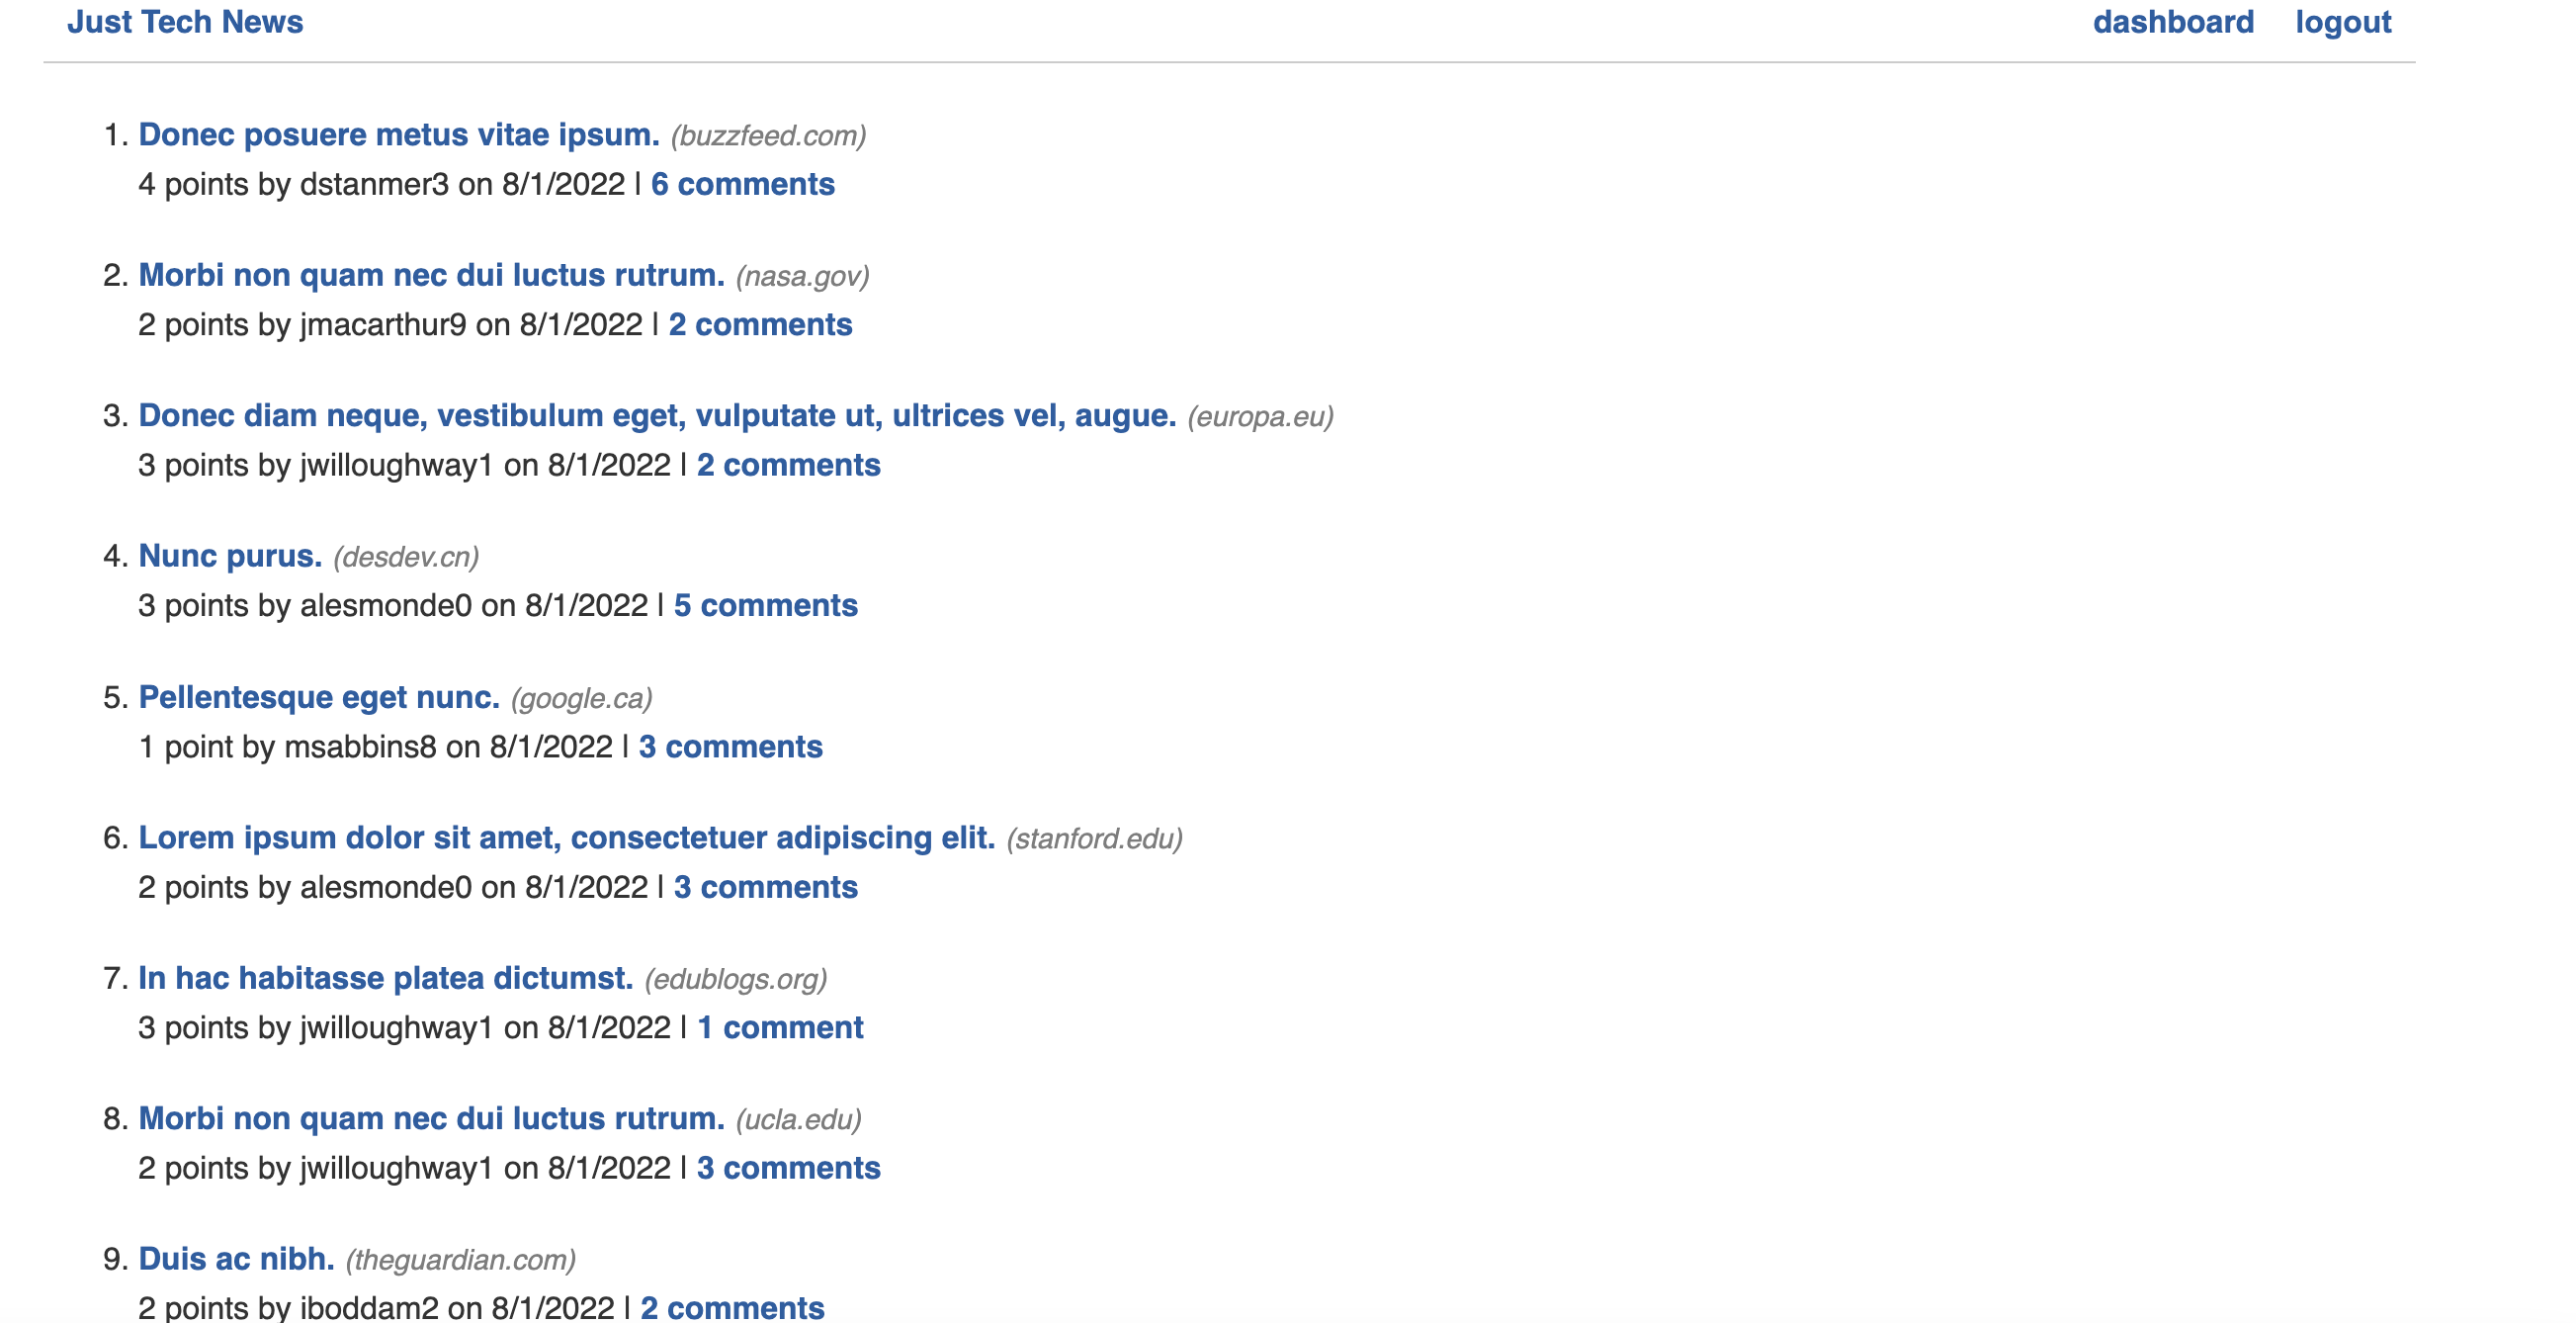 Just Tech News dashboard logout
1. Donec posuere metus vitae ipsum. (buzzfeed.com)
4 points by dstanmer3 on 8/1/2022 | 6 comments
2. Morbi non quam nec dui luctus rutrum. (nasa.gov)
2 points by jmacarthur9 on 8/1/2022 | 2 comments
3. Donec diam neque, vestibulum eget, vulputate ut, ultrices vel, augue. (europa.eu)
3 points by jwilloughway1 on 8/1/2022 | 2 comments
4. Nunc purus. (desdev.cn)
3 points by alesmonde0 on 8/1/2022 | 5 comments
5. Pellentesque eget nunc. (google.ca)
1 point by msabbins8 on 8/1/2022 | 3 comments
6. Lorem ipsum dolor sit amet, consectetuer adipiscing elit. (stanford.edu)
2 points by alesmonde0 on 8/1/2022 | 3 comments
7. In hac habitasse platea dictumst. (edublogs.org)
3 points by jwilloughway1 on 8/1/2022 | 1 comment
8. Morbi non quam nec dui luctus rutrum. (ucla.edu)
2 points by jwilloughway1 on 8/1/2022 | 3 comments
9. Duis ac nibh. (theguardian.com)
2 points by iboddam2 on 8/1/2022 | 2 comments